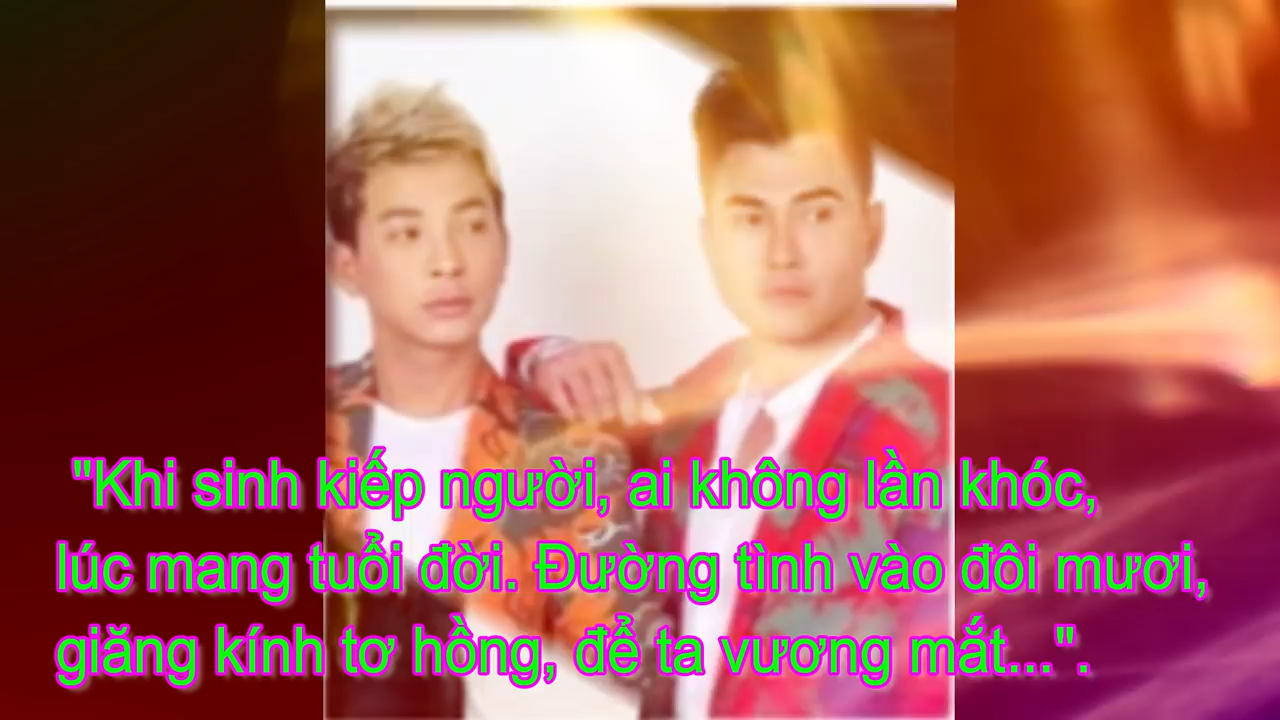 "Khi sinh kiếp người, ai không lần khóc,
lúc mang tuổi đời. Đường tình vào đôi mươi,
giăng kính tơ hồng, để ta vương mắt...".